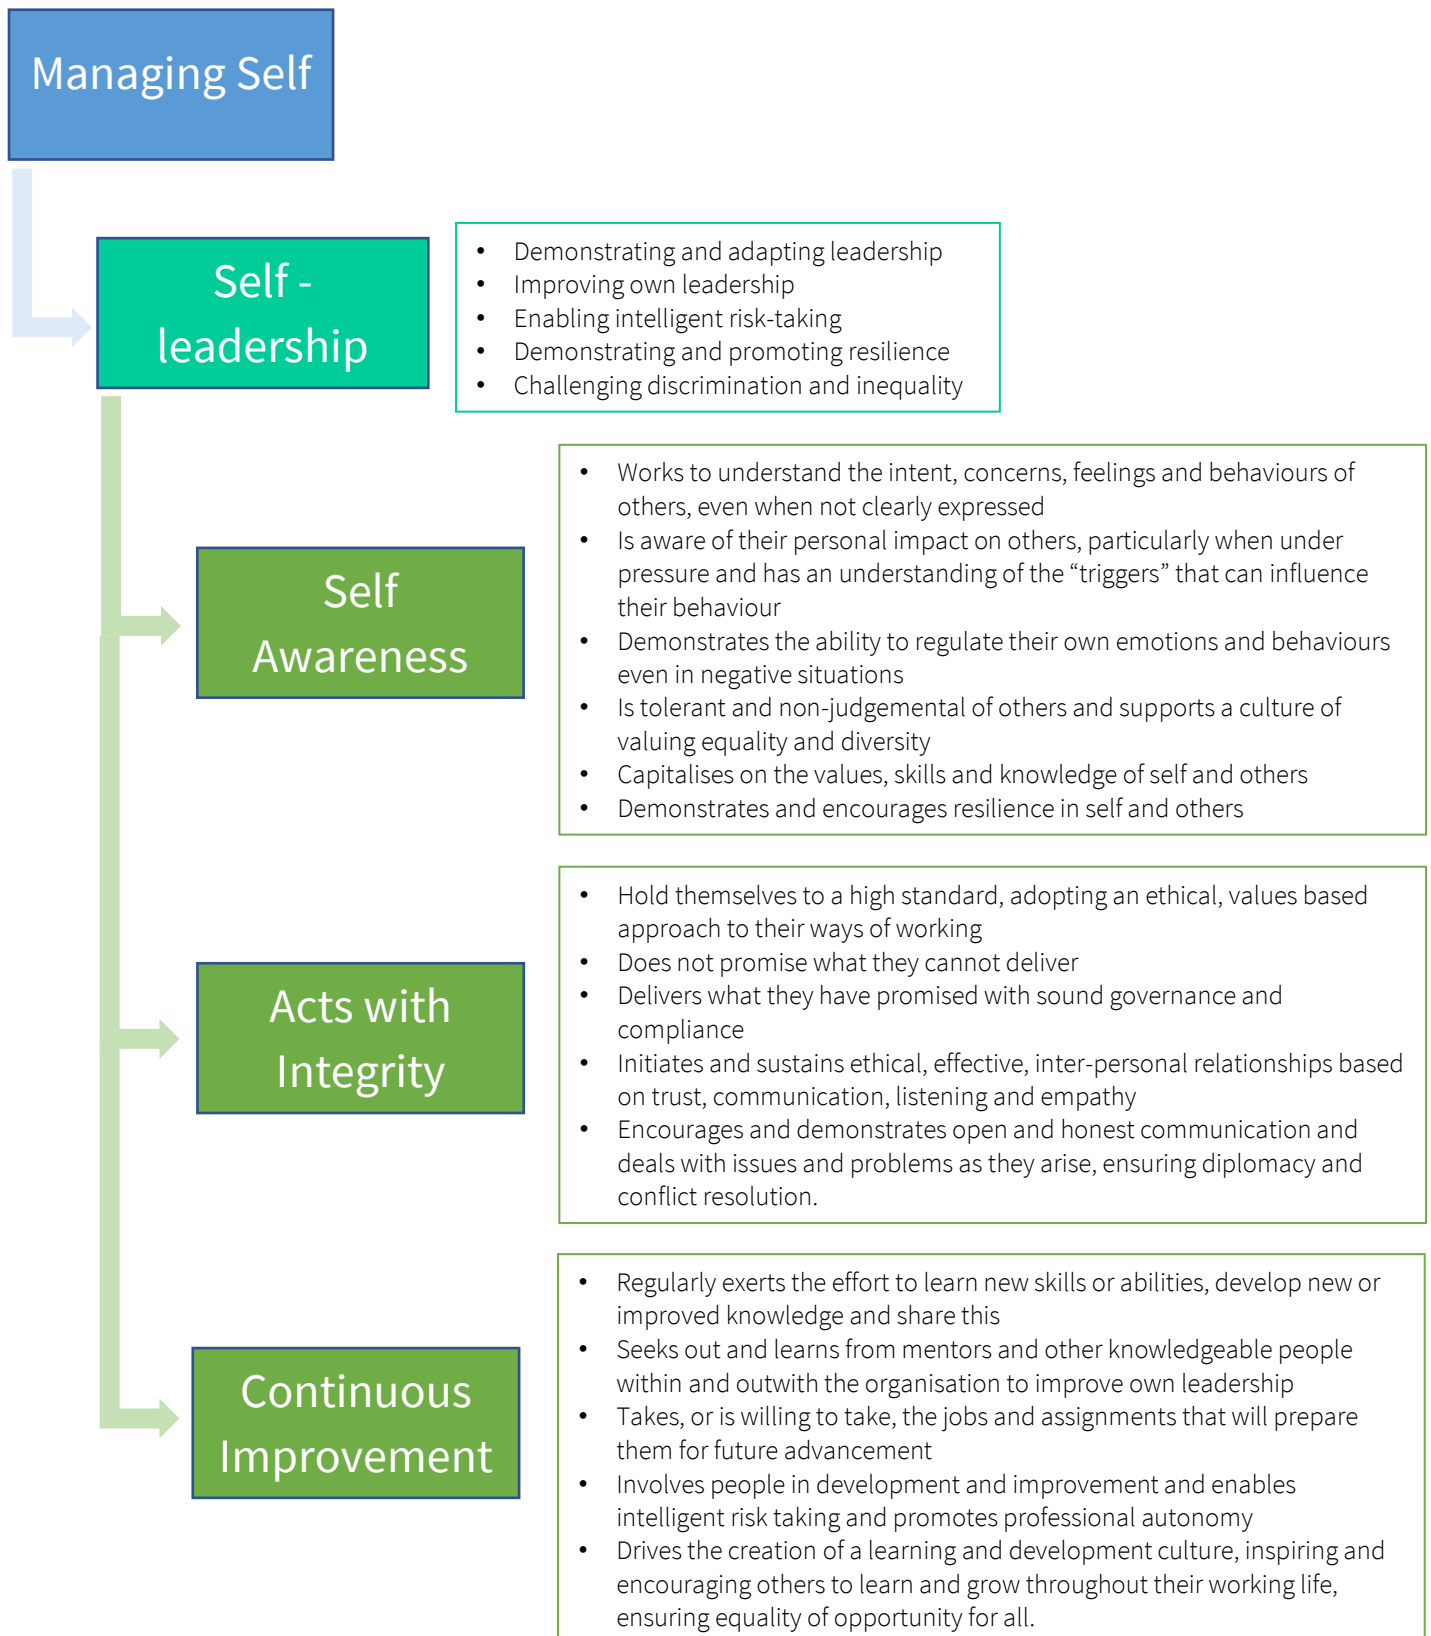 Managing Self
Self -
leadership
• Demonstrating and adapting leadership
• Improving own leadership
• Enabling intelligent risk-taking
• Demonstrating and promoting resilience
• Challenging discrimination and inequality
Self
Awareness
• Works to understand the intent, concerns, feelings and behaviours of
others, even when not clearly expressed
• Is aware of their personal impact on others, particularly when under
pressure and has an understanding of the “triggers” that can influence
their behaviour
• Demonstrates the ability to regulate their own emotions and behaviours
even in negative situations
• Is tolerant and non-judgemental of others and supports a culture of
valuing equality and diversity
• Capitalises on the values, skills and knowledge of self and others
• Demonstrates and encourages resilience in self and others
Acts with
Integrity
• Hold themselves to a high standard, adopting an ethical, values based
approach to their ways of working
• Does not promise what they cannot deliver
• Delivers what they have promised with sound governance and
compliance
• Initiates and sustains ethical, effective, inter-personal relationships based
on trust, communication, listening and empathy
• Encourages and demonstrates open and honest communication and
deals with issues and problems as they arise, ensuring diplomacy and
conflict resolution.
Continuous
Improvement
• Regularly exerts the effort to learn new skills or abilities, develop new or
improved knowledge and share this
• Seeks out and learns from mentors and other knowledgeable people
within and outwith the organisation to improve own leadership
• Takes, or is willing to take, the jobs and assignments that will prepare
them for future advancement
• Involves people in development and improvement and enables
intelligent risk taking and promotes professional autonomy
• Drives the creation of a learning and development culture, inspiring and
encouraging others to learn and grow throughout their working life,
ensuring equality of opportunity for all.